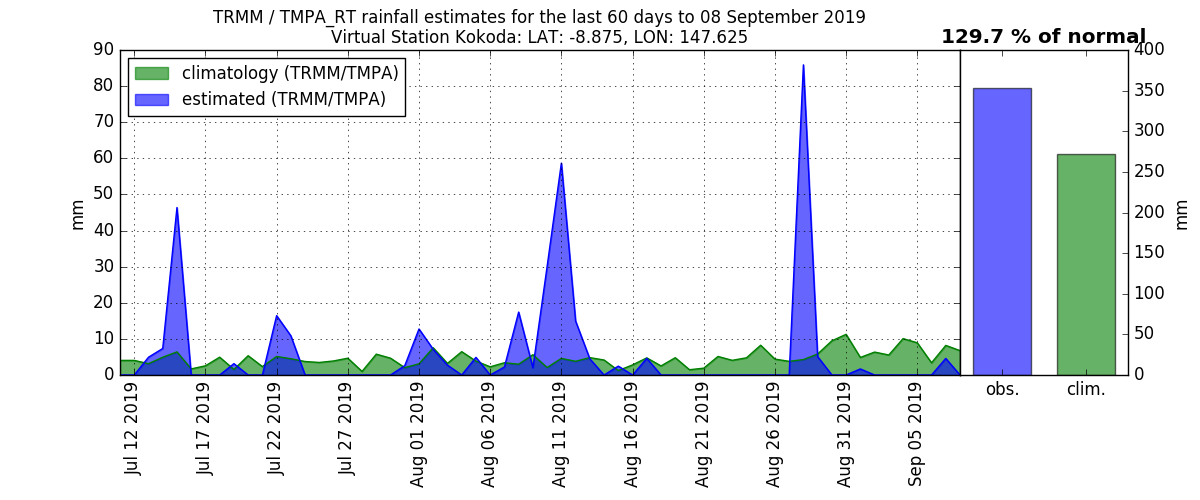 TRMM / TMPA_RT rainfall estimates for the last 60 days to 08 September 2019
Virtual Station Kokoda: LAT: -8.875, LON: 147.625
129.7 % of normal
climatology (TRMM/TMPA)
estimated (TRMM/TMPA)
90
80
70
60
50
40
30
20
10
0
mm
400
350
300
250
200
150
100
50
0
mm
Jul 12 2019
Jul 17 2019
Jul 22 2019
Jul 27 2019
Aug 01 2019
Aug 06 2019
Aug 11 2019
Aug 16 2019
Aug 21 2019
Aug 26 2019
Aug 31 2019
Sep 05 2019
obs.
clim.